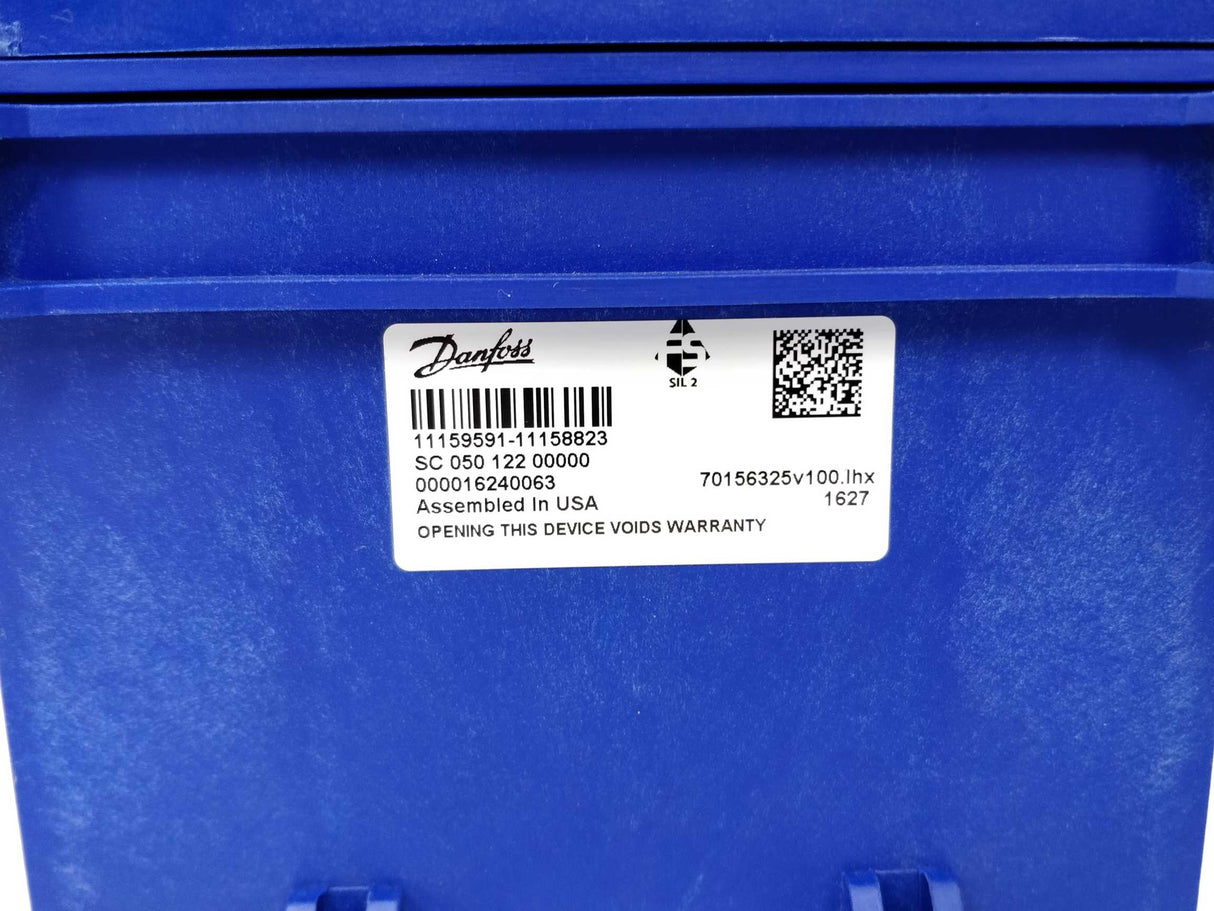 Danfoss
FS
SIL 2
11159591-11158823
SC 050 122 00000
000016240063
70156325v100.lhx
Assembled In USA
1627
OPENING THIS DEVICE VOIDS WARRANTY